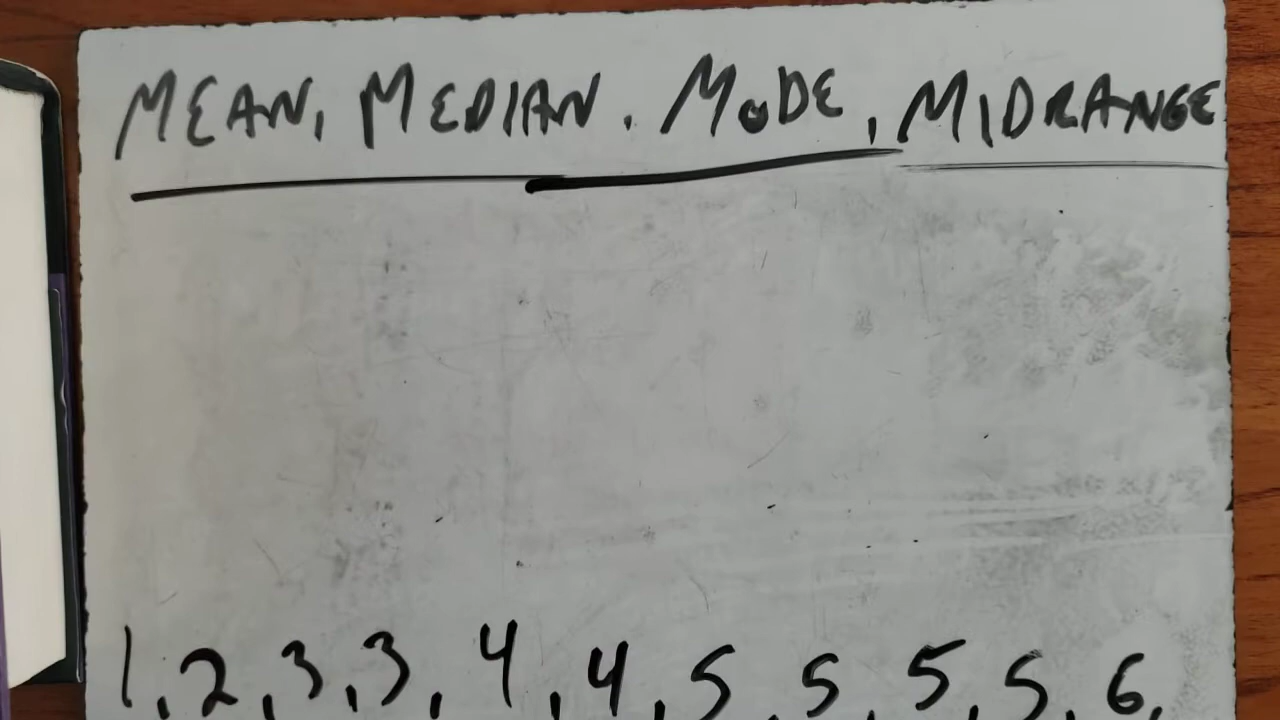 MEAN, MEDIAN. MODE, MIDRANGE
1, 2, 3, 3, 4, 4, 5, 5, 5, 5, 6,